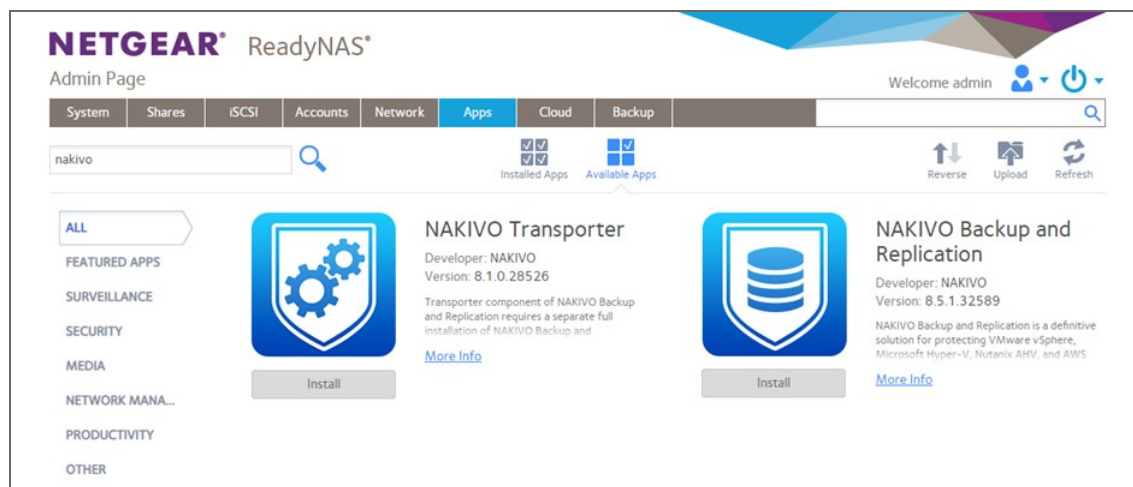 NETGEAR® ReadyNAS®
Admin Page
Welcome admin
System Shares iSCSI Accounts Network Apps Cloud Backup
nakivo
Installed Apps Available Apps Reverse Upload Refresh
ALL
FEATURED APPS
SURVEILLANCE
SECURITY
MEDIA
NETWORK MANA...
PRODUCTIVITY
OTHER
NAKIVO Transporter
Developer: NAKIVO
Version: 8.1.0.28526
Transporter component of NAKIVO Backup
and Replication requires a separate full
installation of NAKIVO Backup and
More Info
Install
NAKIVO Backup and
Replication
Developer: NAKIVO
Version: 8.5.1.32589
NAKIVO Backup and Replication is a definitive
solution for protecting VMware vSphere,
Microsoft Hyper-V, Nutanix AHV, and AWS
More Info
Install